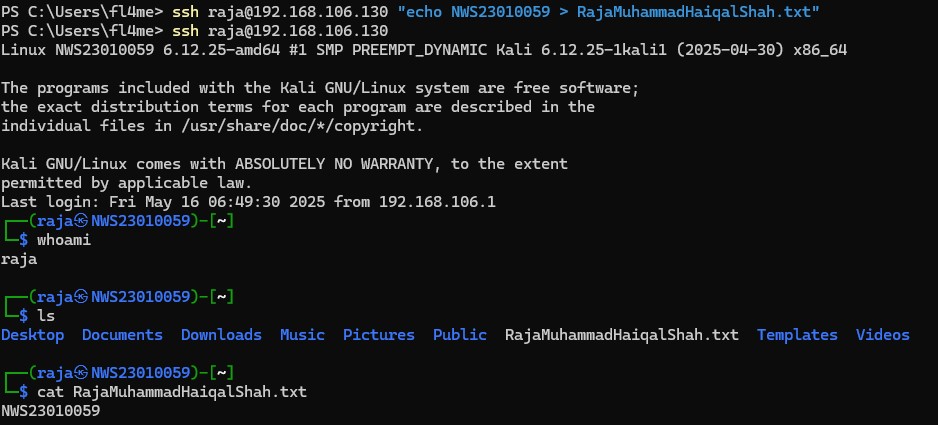 PS C:\Users\fl4me> ssh raja@192.168.106.130 "echo NWS23010059 > RajaMuhammadHaiqalShah.txt"
PS C:\Users\fl4me> ssh raja@192.168.106.130
Linux NWS23010059 6.12.25-amd64 #1 SMP PREEMPT_DYNAMIC Kali 6.12.25-1kali1 (2025-04-30) x86_64
The programs included with the Kali GNU/Linux system are free software;
the exact distribution terms for each program are described in the
individual files in /usr/share/doc/*/copyright.
Kali GNU/Linux comes with ABSOLUTELY NO WARRANTY, to the extent
permitted by applicable law.
Last login: Fri May 16 06:49:30 2025 from 192.168.106.1
┌──(raja㉿NWS23010059)-[~]
└─$ whoami
raja
┌──(raja㉿NWS23010059)-[~]
└─$ ls
Desktop  Documents  Downloads  Music  Pictures  Public  RajaMuhammadHaiqalShah.txt  Templates  Videos
┌──(raja㉿NWS23010059)-[~]
└─$ cat RajaMuhammadHaiqalShah.txt
NWS23010059